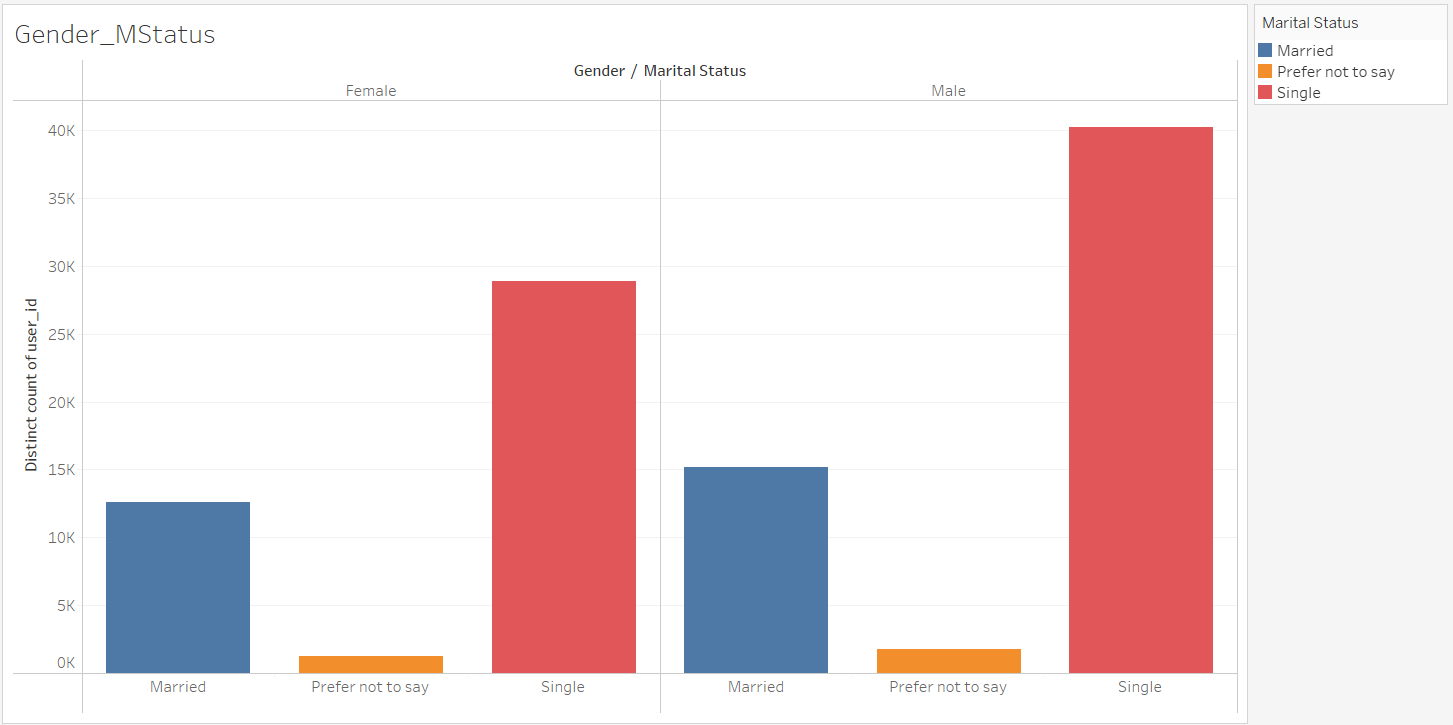 Gender_MStatus
Gender / Marital Status
Female
Male
Distinct count of user_id
40K
35K
30K
25K
20K
15K
10K
5K
0K
Married
Prefer not to say
Single
Married
Prefer not to say
Single
Marital Status
Married
Prefer not to say
Single